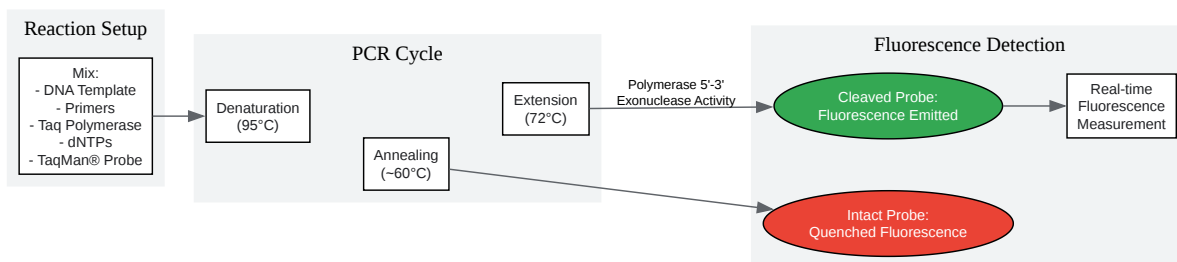 Reaction Setup
Mix:
- DNA Template
- Primers
- Taq Polymerase
- dNTPs
- TaqMan® Probe
PCR Cycle
Denaturation
(95°C)
Annealing
(~60°C)
Extension
(72°C)
Polymerase 5'-3'
Exonuclease Activity
Fluorescence Detection
Cleaved Probe:
Fluorescence Emitted
Intact Probe:
Quenched Fluorescence
Real-time
Fluorescence
Measurement